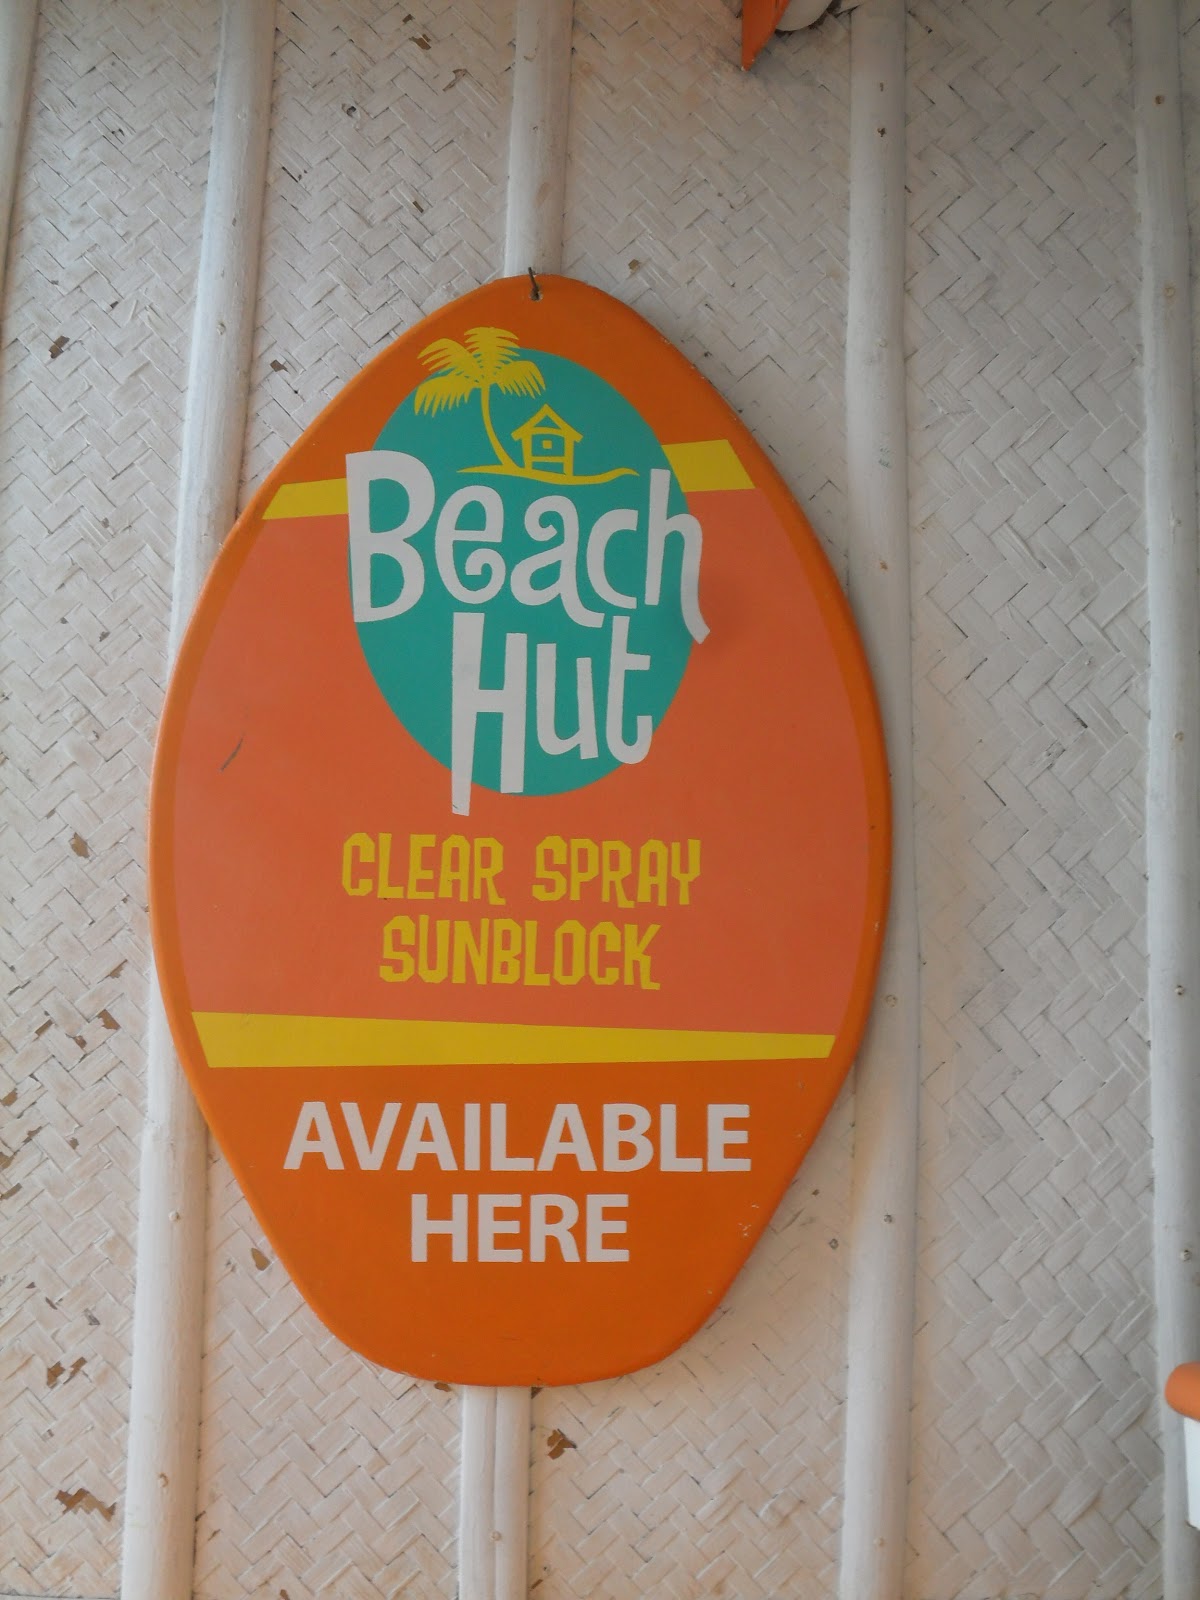 Beach
Hut
CLEAR SPRAY
SUNBLOCK
AVAILABLE
HERE